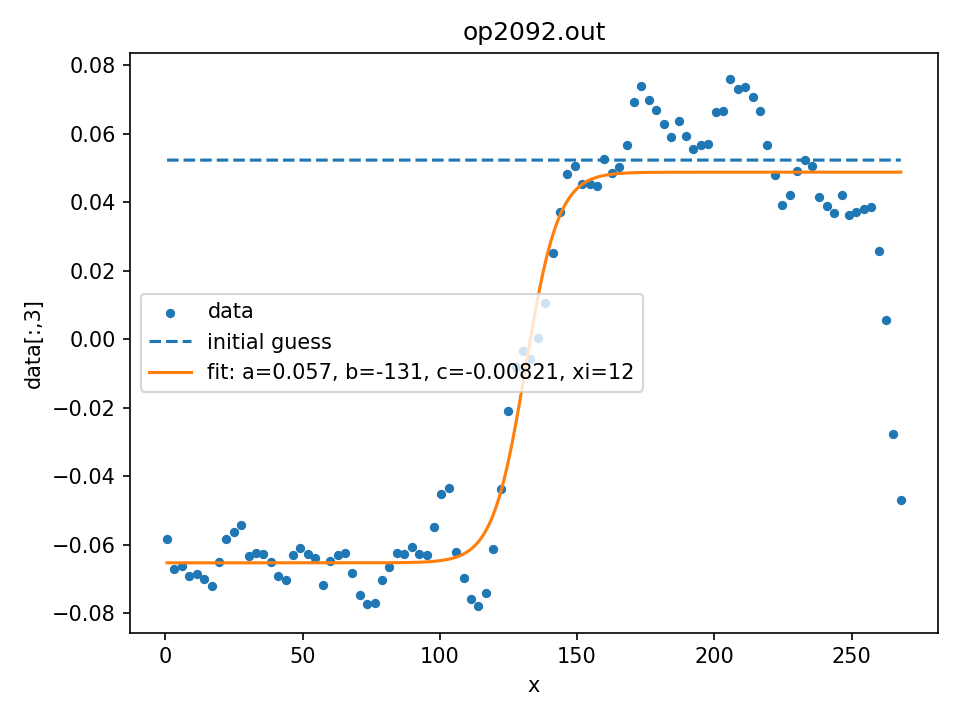 op2092.out
0.08
0.06
0.04
0.02
0.00
−0.02
−0.04
−0.06
−0.08
data[:,3]
data
initial guess
fit: a=0.057, b=-131, c=-0.00821, xi=12
0 50 100 150 200 250
x